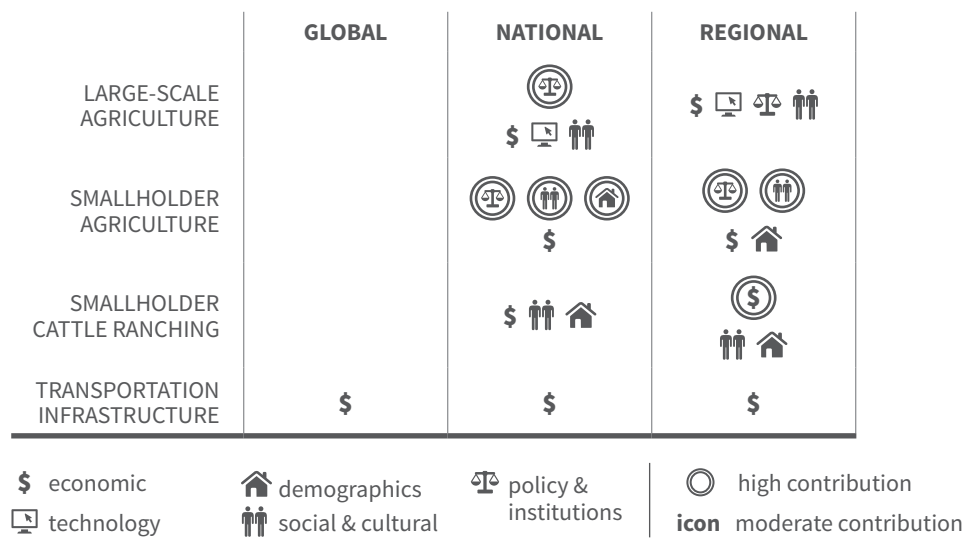 GLOBAL NATIONAL REGIONAL
LARGE-SCALE
AGRICULTURE
$ $
SMALLHOLDER
AGRICULTURE
$ $
SMALLHOLDER
CATTLE RANCHING
$ $
TRANSPORTATION
INFRASTRUCTURE
$ $ $
$ economic
technology
demographics
social & cultural
policy &
institutions
high contribution
icon moderate contribution